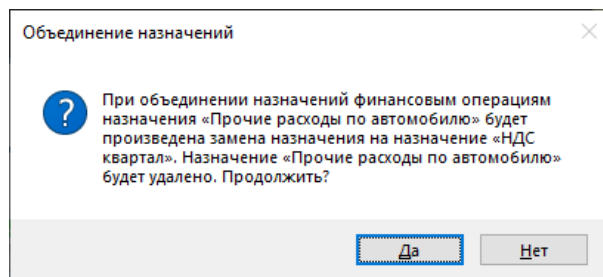 Объединение назначений
При объединении назначений финансовым операциям
назначения «Прочие расходы по автомобилю» будет
произведена замена назначения на назначение «НДС
квартал». Назначение «Прочие расходы по автомобилю»
будет удалено. Продолжить?
Да
Нет